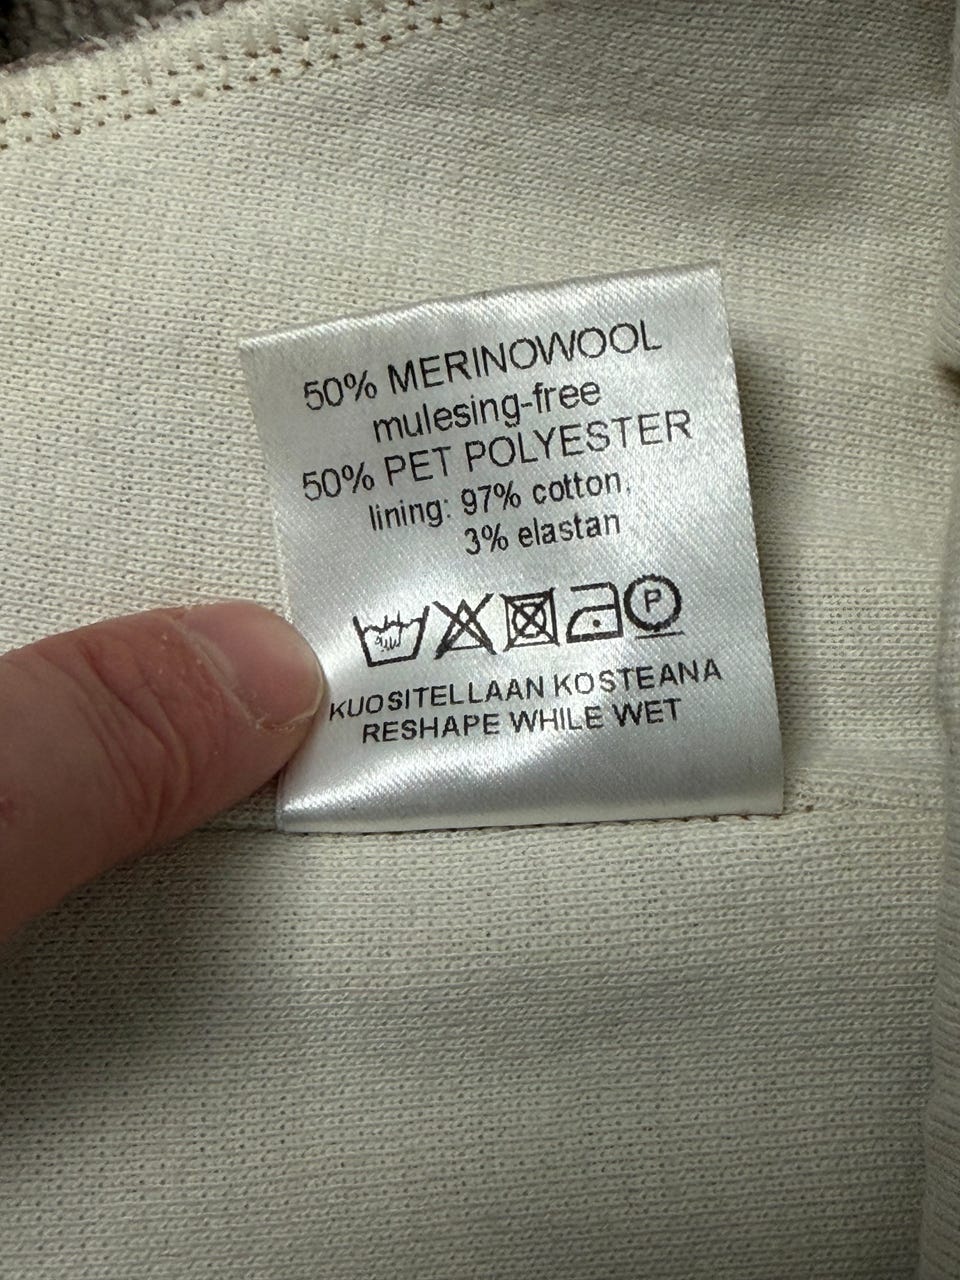 50% MERINOWOOL
mulesing-free
50% PET POLYESTER
lining: 97% cotton,
3% elastan
P
KUOSITELLAAN KOSTEANA
RESHAPE WHILE WET